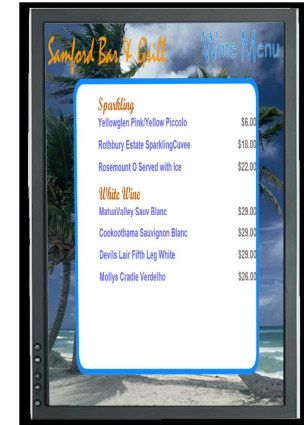 Samford Bar & Grill
Wine Menu
Sparkling
Yellowglen Pink/Yellow Piccolo $6.00
Rothbury Estate SparklingCuvee $18.00
Rosemount O Served with Ice $22.00
White Wine
MatuaValley Sauv Blanc $29.00
Cookoothama Sauvignon Blanc $29.00
Devils Lair Fifth Leg White $29.00
Mollys Cradle Verdelho $26.00